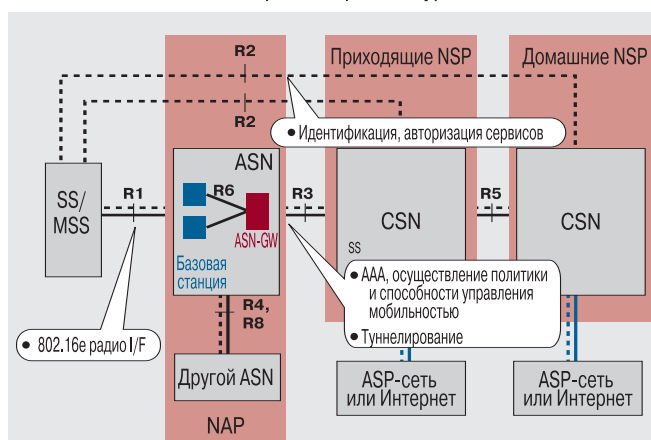 R2
Приходящие NSP
Домашние NSP
R2
• Идентификация, авторизация сервисов
ASN
SS/
MSS
R1
R6
R3
R5
ASN-GW
CSN
CSN
Базовая
станция
SS
• AAA, осуществление политики
и способности управления
мобильностью
• Туннелирование
R4,
R8
• 802.16e радио I/F
Другой ASN
ASP-сеть
или Интернет
ASP-сеть
или Интернет
NAP